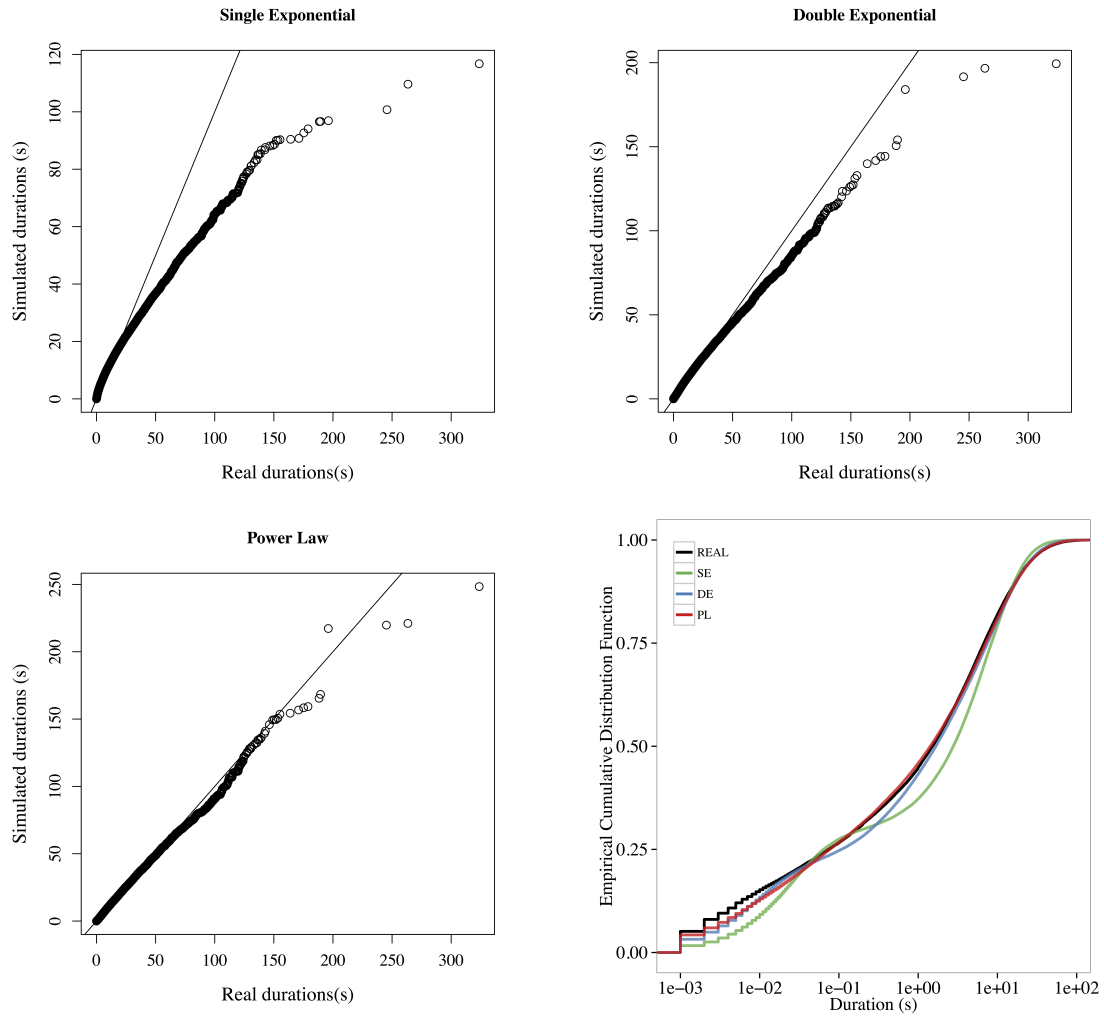 Single Exponential
120
100
80
60
40
20
0
Simulated durations (s)
0 50 100 150 200 250 300
Real durations(s)
Double Exponential
200
150
100
50
0
Simulated durations (s)
0 50 100 150 200 250 300
Real durations(s)
Power Law
250
200
150
100
50
0
Simulated durations (s)
0 50 100 150 200 250 300
Real durations(s)
1.00
0.75
0.50
0.25
0.00
Empirical Cumulative Distribution Function
REAL
SE
DE
PL
1e−03 1e−02 1e−01 1e+00 1e+01 1e+02
Duration (s)